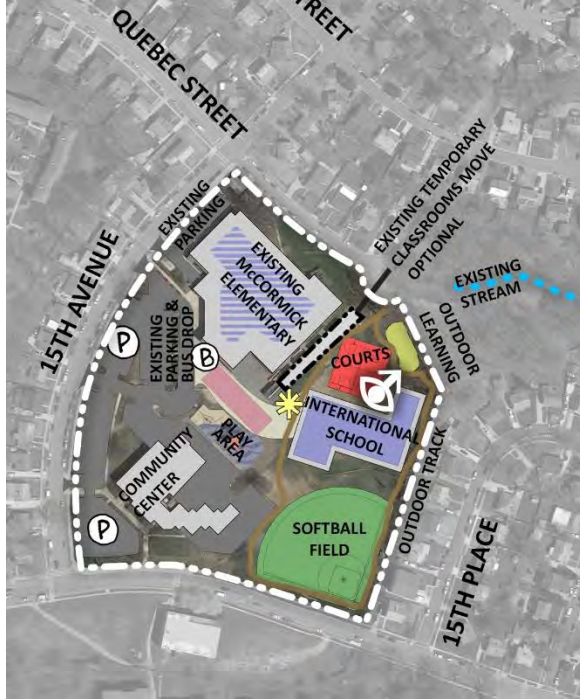 STREET
QUEBEC STREET
EXISTING TEMPORARY
CLASSROOMS MOVE
OPTIONAL
EXISTING
PARKING
EXISTING
McCORMICK
ELEMENTARY
EXISTING
STREAM
15TH AVENUE
P
EXISTING
PARKING &
BUS DROP
B
COURTS
OUTDOOR
LEARNING
INTERNATIONAL
SCHOOL
PLAY
AREA
COMMUNITY
CENTER
P
SOFTBALL
FIELD
OUTDOOR TRACK
15TH PLACE